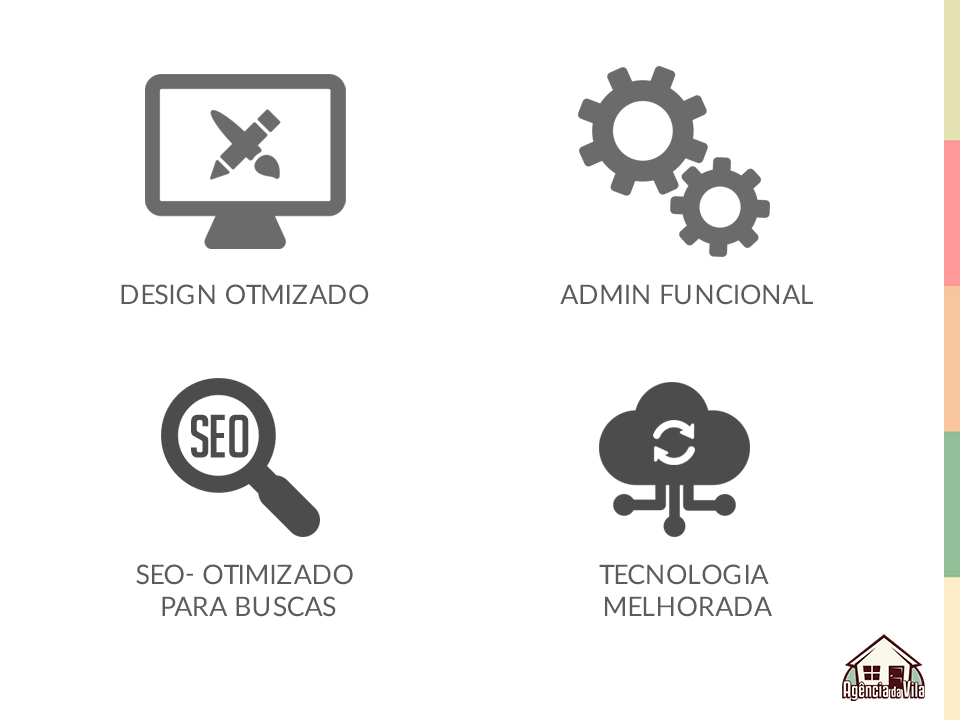 DESIGN OTMIZADO
ADMIN FUNCIONAL
SEO
SEO- OTIMIZADO
PARA BUSCAS
TECNOLOGIA
MELHORADA
Agência da Vila